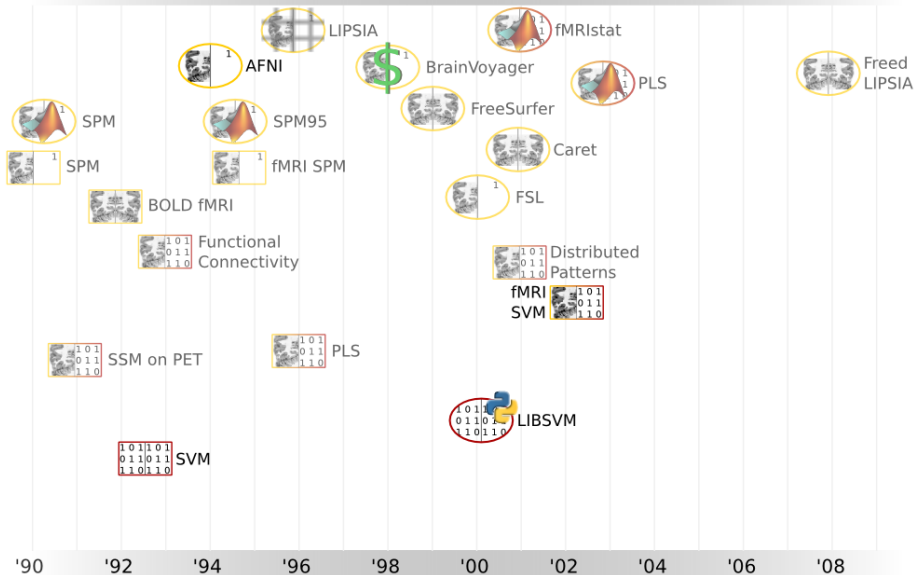 LIPSIA
fMRIstat
AFNI
BrainVoyager
Freed
LIPSIA
PLS
FreeSurfer
SPM
SPM95
Caret
SPM
fMRI SPM
BOLD fMRI
FSL
Functional
Connectivity
Distributed
Patterns
fMRI
SVM
SSM on PET
PLS
LIBSVM
SVM
'90 '92 '94 '96 '98 '00 '02 '04 '06 '08